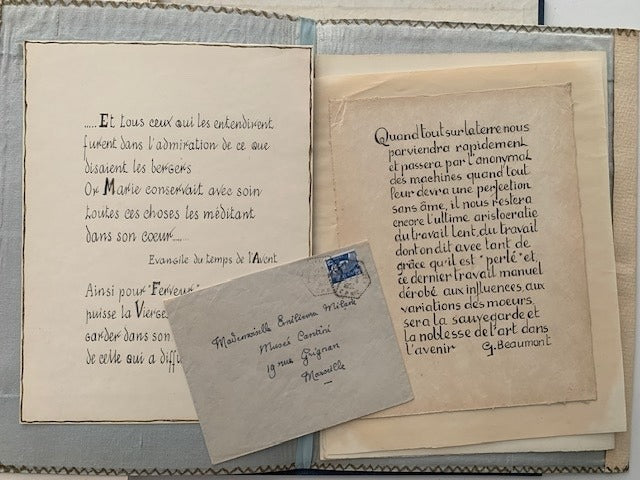 ..... Et tous ceux qui les entendirent
furent dans l'admiration de ce que
disaient les bergers
Or Marie conservait avec soin
toutes ces choses les méditant
dans son coeur.....
Evangile du temps de l'Avent
Ainsi pour "Ferveur
puisse la Vierge
garder dans son
de celle qui a diffu
Quand tout sur la terre nous
parviendra rapidement
et passera par l'anonymat
des machines quand tout
leur devra une perfection
sans âme, il nous restera
encore l'ultime aristocratie
du travail lent, du travail
dont on dit avec tant de
grâce qu'il est "perlé" et,
ce dernier travail manuel
dérobé aux influences, aux
variations des moeurs,
sera la sauvegarde et
la noblesse de l'art dans
l'avenir G. Beaumont
Mademoiselle Emilienne
Musée Cantini
19 rue Grignan
Marseille